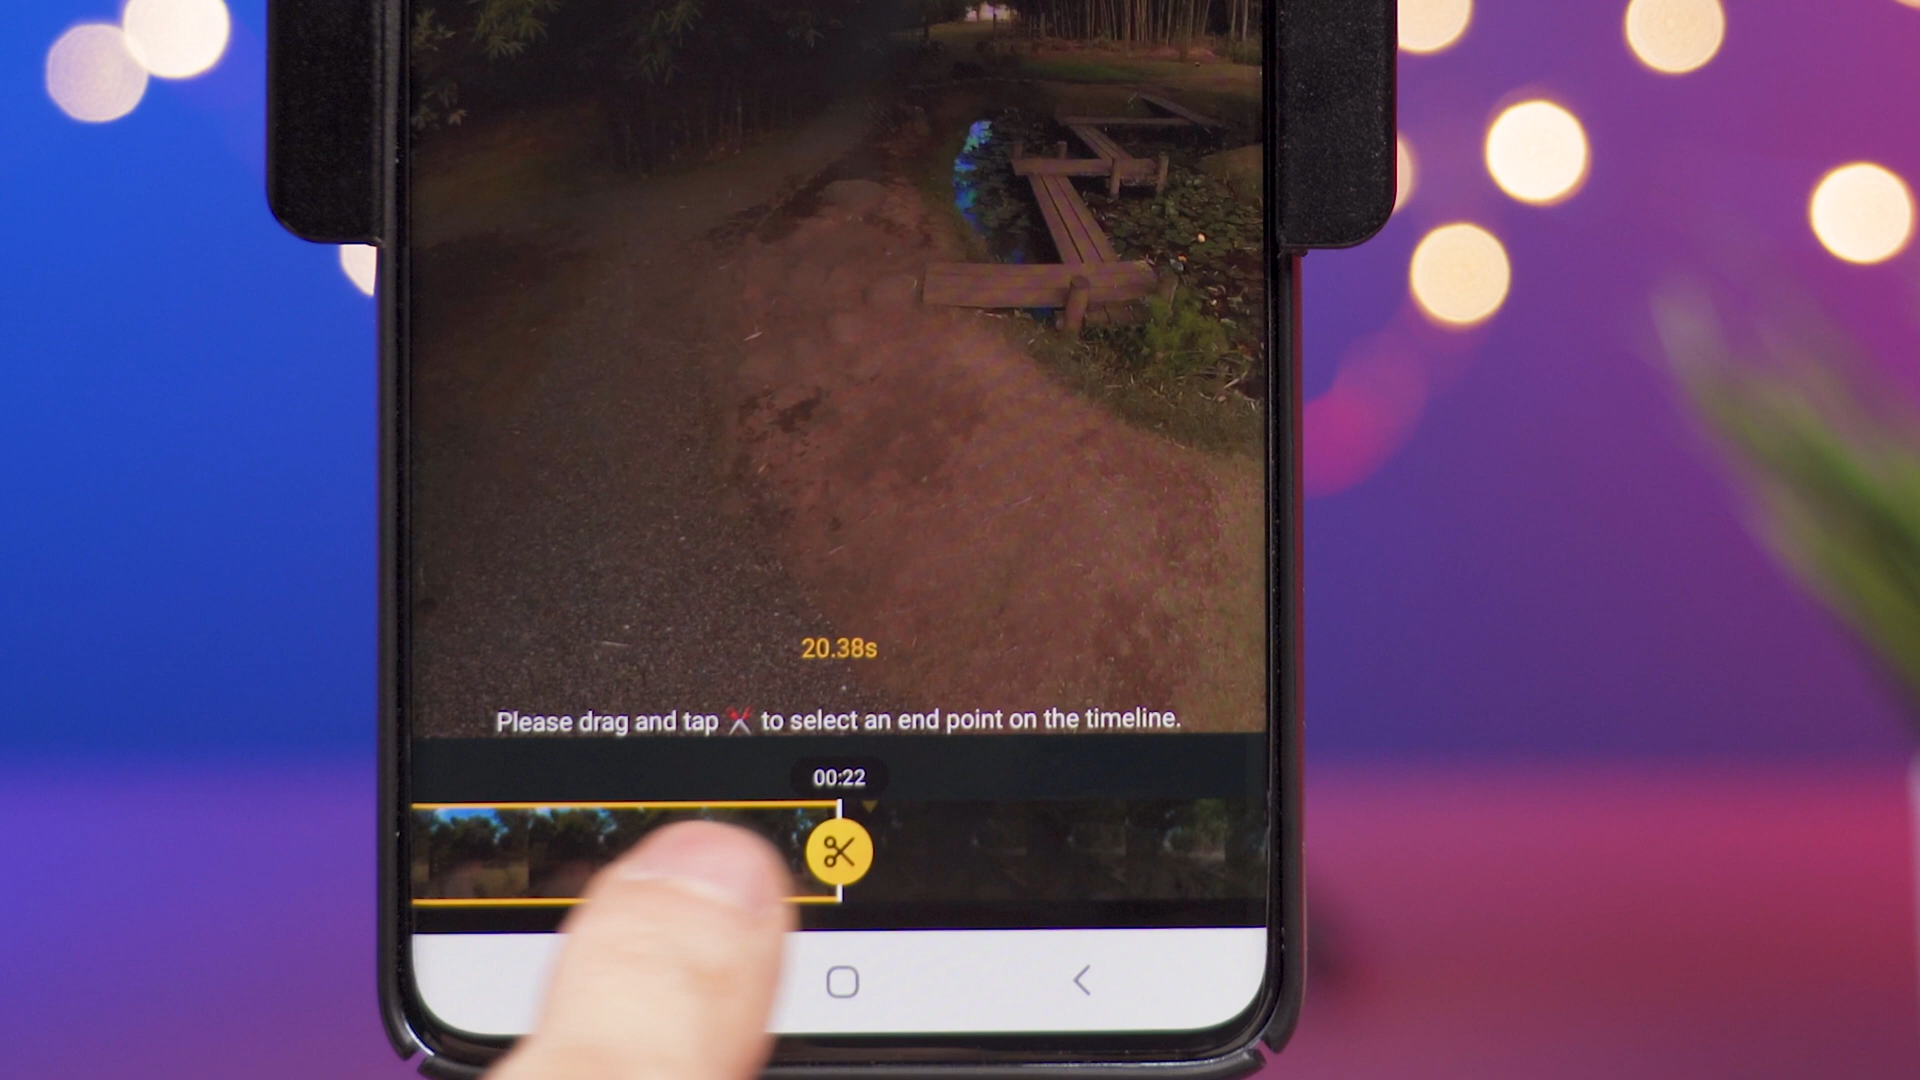 20.38s
Please drag and tap to select an end point on the timeline.
00:22